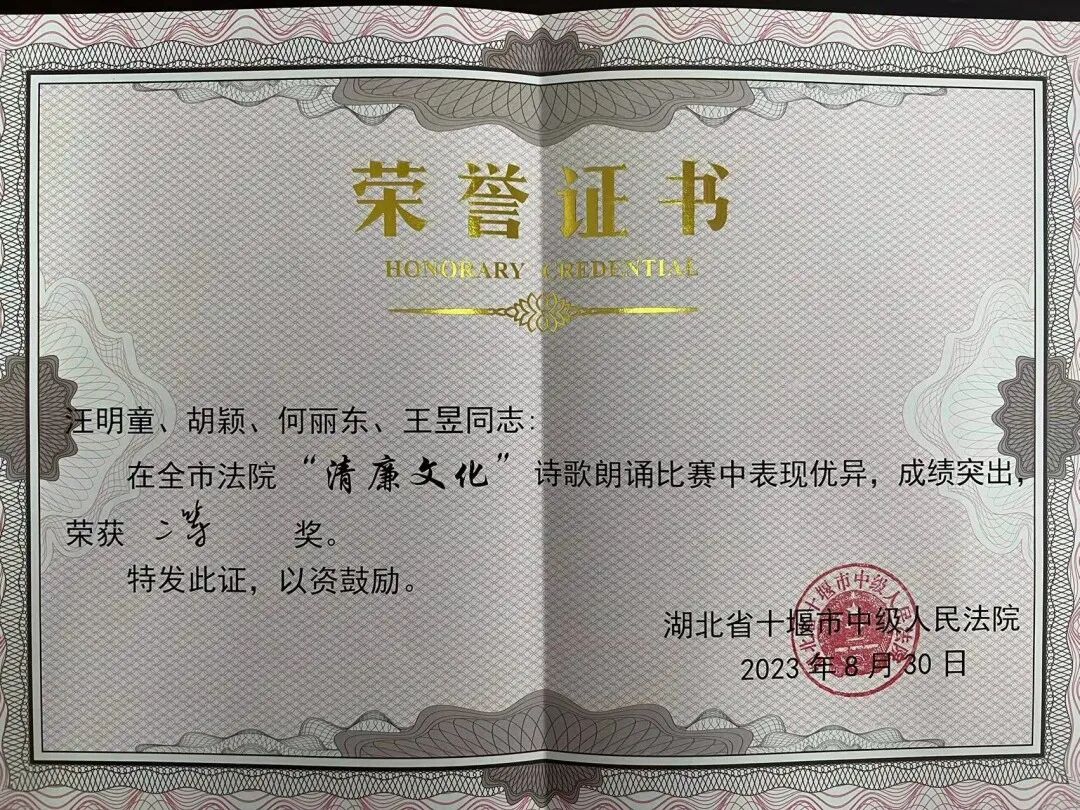 荣誉证书
HONORARY CREDENTIAL
汪明童、胡颖、何丽东、王昱同志:
在全市法院“清廉文化”诗歌朗诵比赛中表现优异，成绩突出，
荣获 二等 奖。
特发此证，以资鼓励。
湖北省十堰市中级人民法院
2023年8月30日